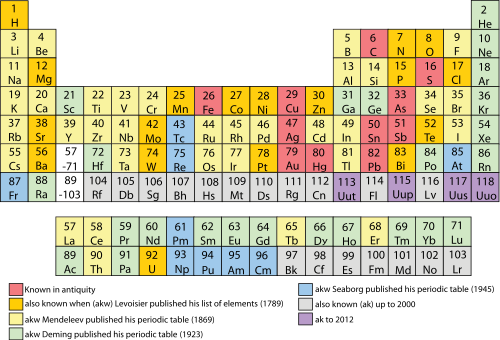 1 2
H He
3 4 5 6 7 8 9 10
Li Be B C N O F Ne
11 12 13 14 15 16 17 18
Na Mg Al Si P S Cl Ar
19 20 21 22 23 24 25 26 27 28 29 30 31 32 33 34 35 36
K Ca Sc Ti V Cr Mn Fe Co Ni Cu Zn Ga Ge As Se Br Kr
37 38 39 40 41 42 43 44 45 46 47 48 49 50 51 52 53 54
Rb Sr Y Zr Nb Mo Tc Ru Rh Pd Ag Cd In Sn Sb Te I Xe
55 56 57 72 73 74 75 76 77 78 79 80 81 82 83 84 85 86
Cs Ba -71 Hf Ta W Re Os Ir Pt Au Hg Tl Pb Bi Po At Rn
87 88 89 104 105 106 107 108 109 110 111 112 113 114 115 116 117 118
Fr Ra -103 Rf Db Sg Bh Hs Mt Ds Rg Cn Uut Fl Uup Lv Uus Uuo
57 58 59 60 61 62 63 64 65 66 67 68 69 70 71
La Ce Pr Nd Pm Sm Eu Gd Tb Dy Ho Er Tm Yb Lu
89 90 91 92 93 94 95 96 97 98 99 100 101 102 103
Ac Th Pa U Np Pu Am Cm Bk Cf Es Fm Md No Lr
Known in antiquity
also known when (akw) Levoisier published his list of elements (1789)
akw Mendeleev published his periodic table (1869)
akw Deming published his periodic table (1923)
akw Seaborg published his periodic table (1945)
also known (ak) up to 2000
ak to 2012